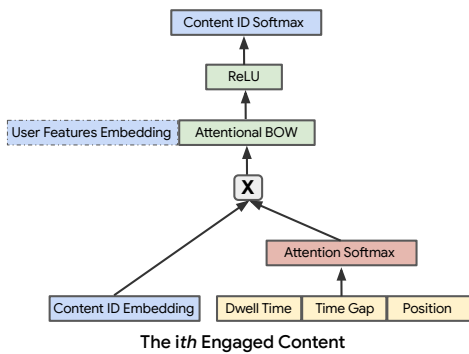 Content ID Softmax
ReLU
User Features Embedding Attentional BOW
X
Attention Softmax
Content ID Embedding Dwell Time Time Gap Position
The ith Engaged Content